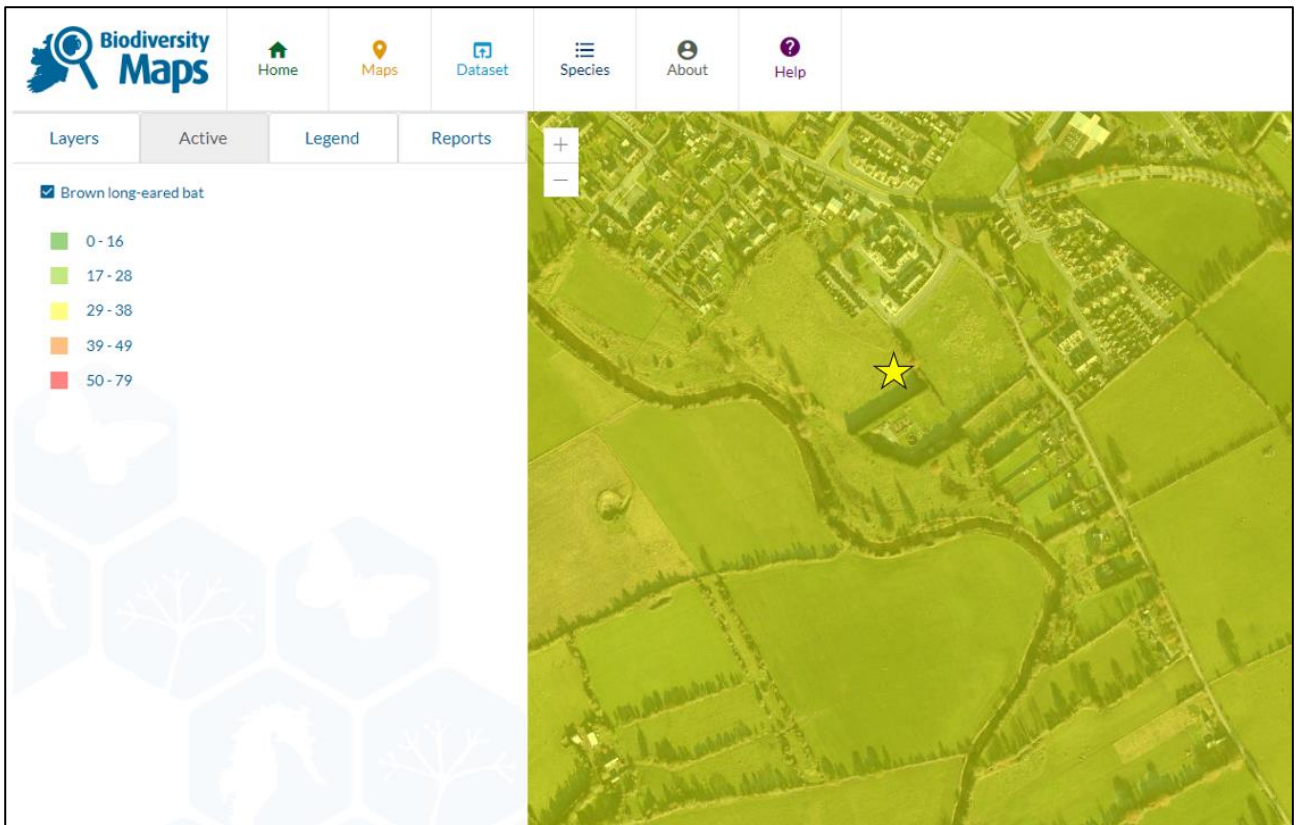 Biodiversity
Maps
Home
Maps
Dataset
Species
About
Help
Layers
Active
Legend
Reports
+
−
Brown long-eared bat
0 - 16
17 - 28
29 - 38
39 - 49
50 - 79